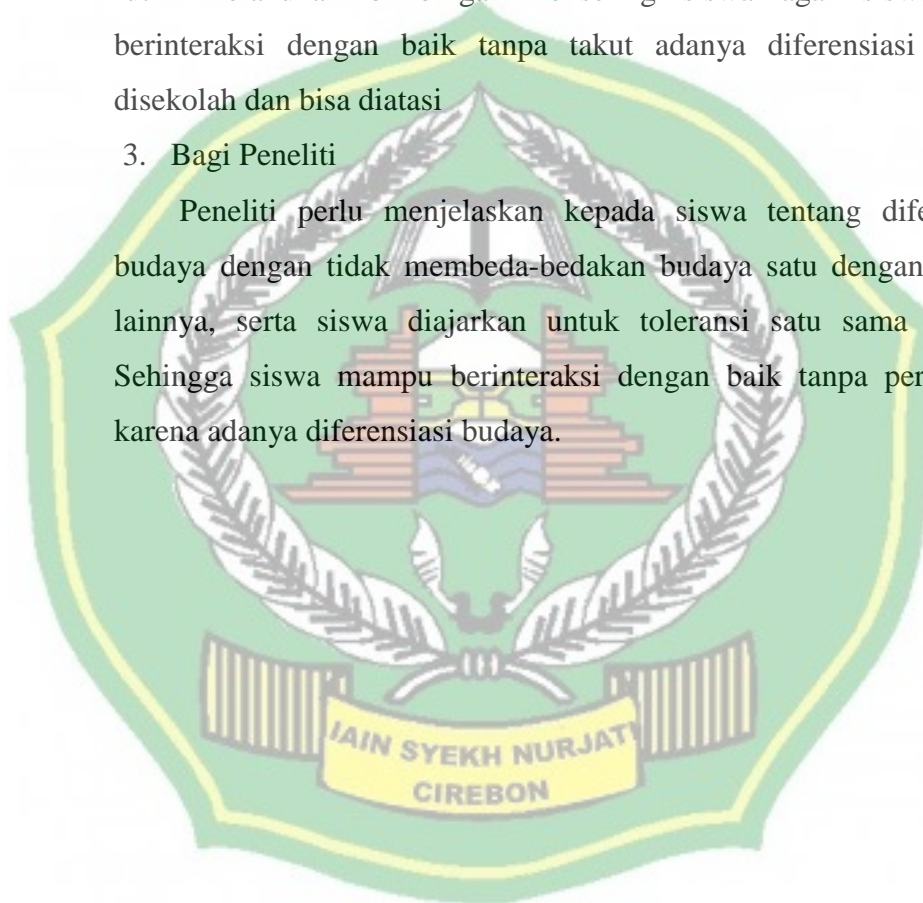 berinteraksi dengan baik tanpa takut adanya diferensiasi
disekolah dan bisa diatasi
3. Bagi Peneliti
Peneliti perlu menjelaskan kepada siswa tentang
budaya dengan tidak membeda-bedakan budaya satu dengan
lainnya, serta siswa diajarkan untuk toleransi satu sama
Sehingga siswa mampu berinteraksi dengan baik tanpa
karena adanya diferensiasi budaya.
IAIN SYEKH NURJATI
CIREBON